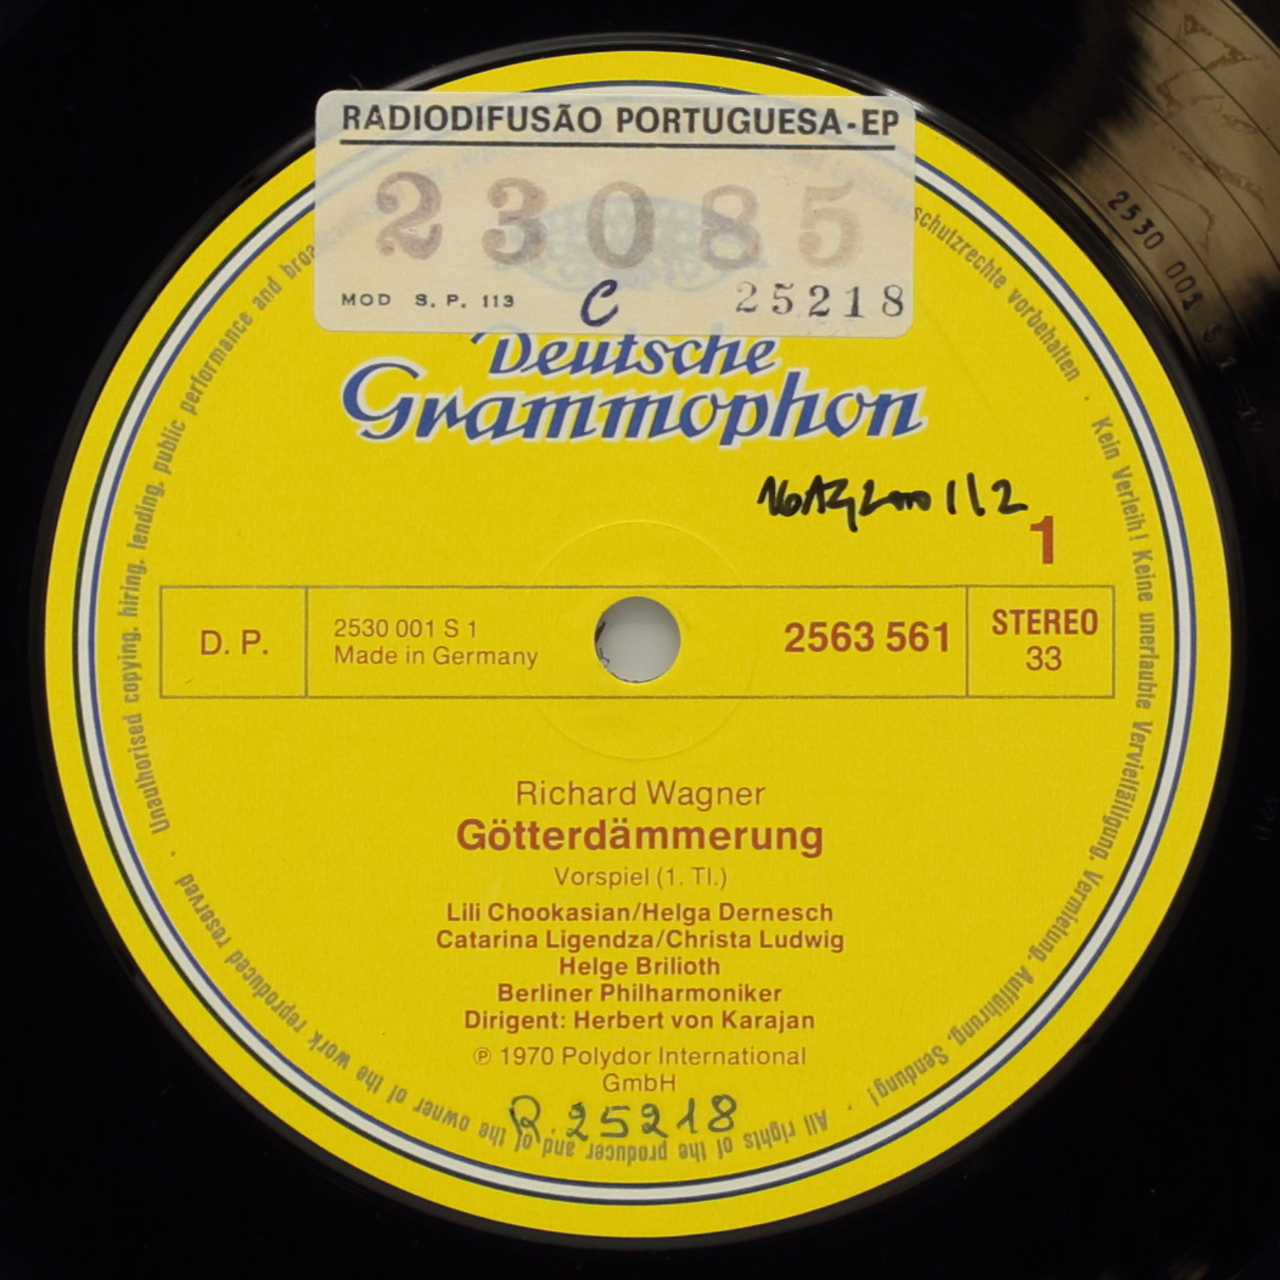 RADIODIFUSÃO PORTUGUESA-EP
23085
MOD S. P. 113
C
25218
Deutsche
Grammophon
1/2
1
D. P.
2530 001 S 1
Made in Germany
2563 561
STEREO
33
Richard Wagner
Götterdämmerung
Vorspiel (1. Tl.)
Lili Chookasian/Helga Dernesch
Catarina Ligendza/Christa Ludwig
Helge Brilioth
Berliner Philharmoniker
Dirigent: Herbert von Karajan
℗ 1970 Polydor International
GmbH
R. 25218
schutzrechte vorbehalten · Kein Verleih! Keine unerlaubte Vervielfältigung, Vermietung, Aufführung, Sendung! ·
All rights of the producer and of the owner of the work reproduced reserved ·
Unauthorised copying, hiring, lending, public performance and broa
2530 001 S 1